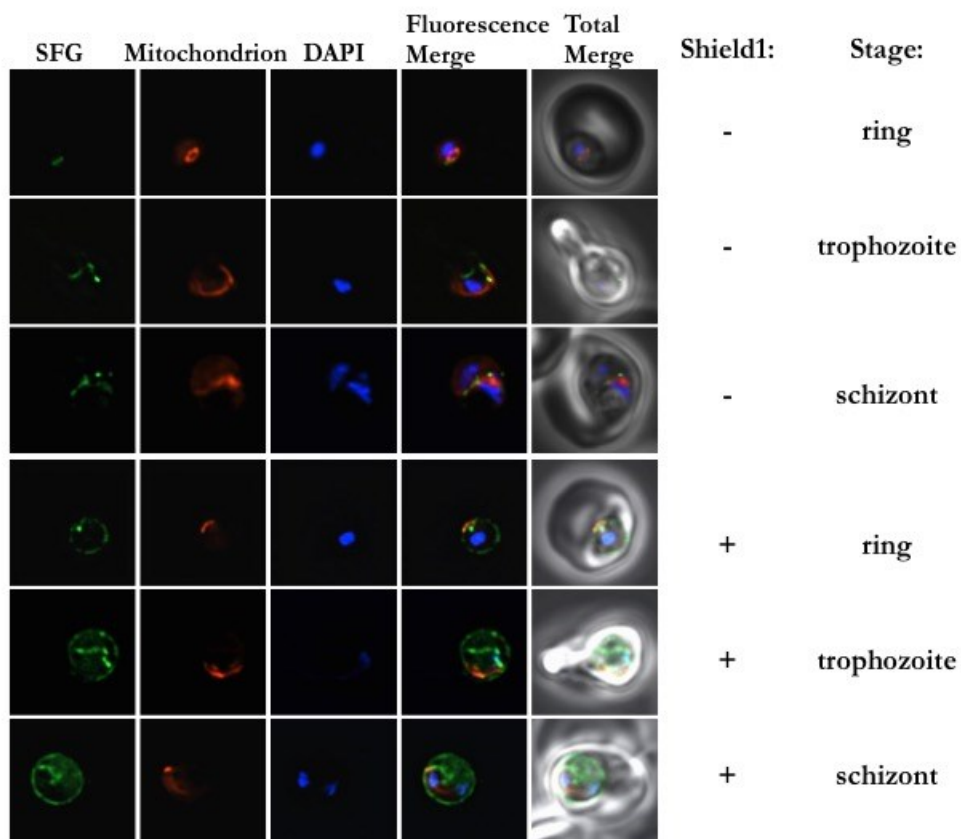 SFG Mitochondrion DAPI Fluorescence Merge Total Merge Shield1: Stage:
- ring
- trophozoite
- schizont
+ ring
+ trophozoite
+ schizont